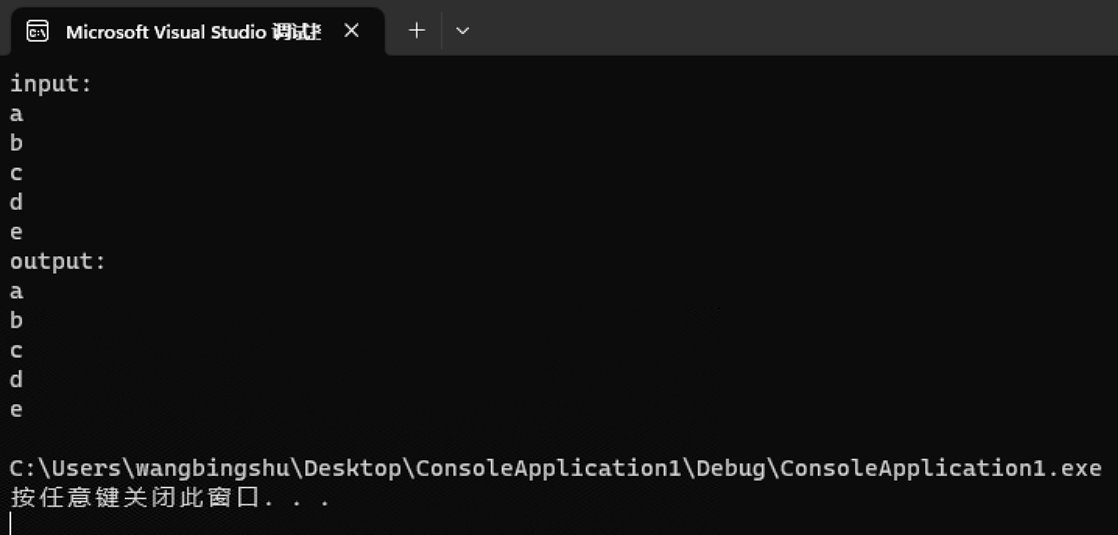 Microsoft Visual Studio 调试
input:
a
b
c
d
e
output:
a
b
c
d
e
C:\Users\wangbingshu\Desktop\ConsoleApplication1\Debug\ConsoleApplication1.exe
按任意键关闭此窗口. . .